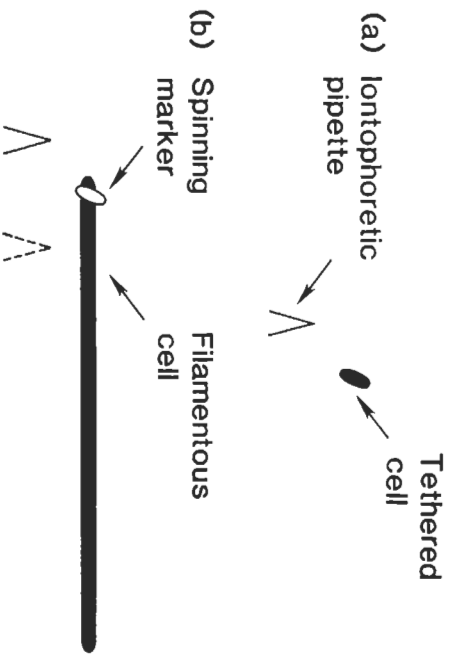 (a) Iontophoretic
pipette
Tethered
cell
(b) Spinning
marker
Filamentous
cell